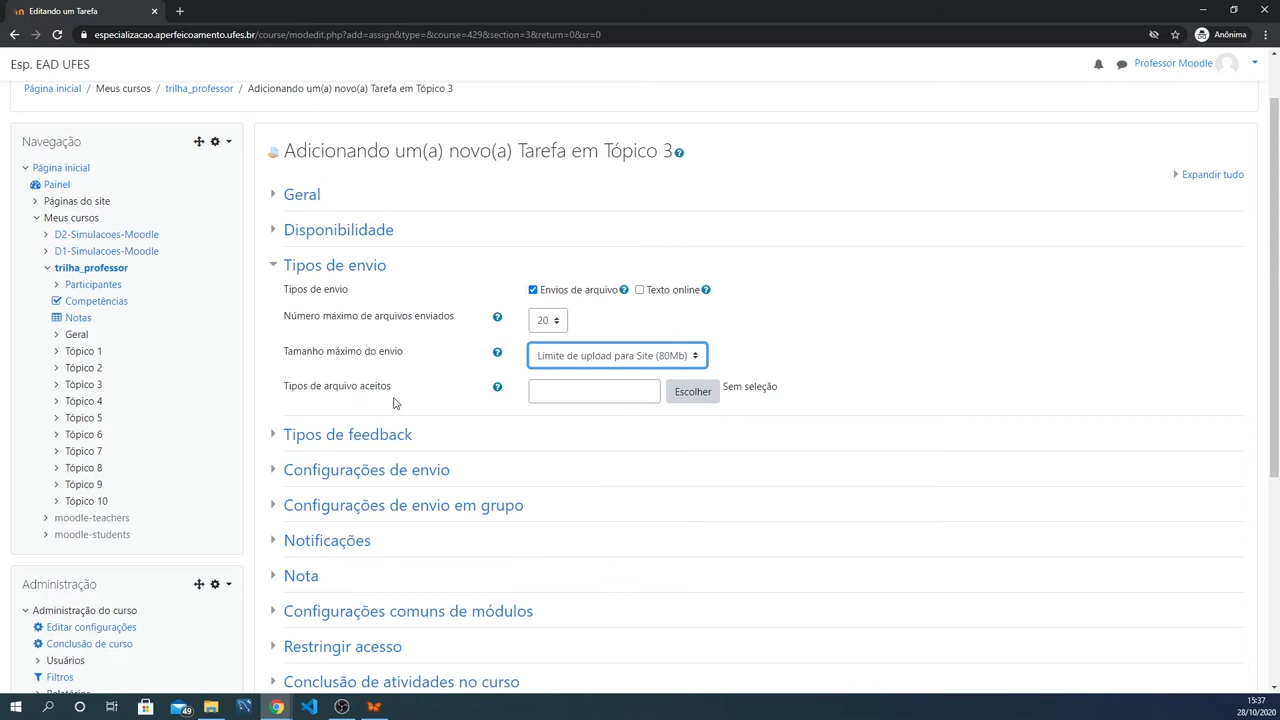 Editando um Tarefa
especializacao.aperfeicoamento.ufes.br/course/modedit.php?add=assign&type=&course=429&section=3&return=0&sr=0
Anônima
Esp. EAD UFES
Professor Moodle
Página inicial / Meus cursos / trilha_professor / Adicionando um(a) novo(a) Tarefa em Tópico 3
Navegação
Página inicial
Painel
Páginas do site
Meus cursos
D2-Simulacoes-Moodle
D1-Simulacoes-Moodle
trilha_professor
Participantes
Competências
Notas
Geral
Tópico 1
Tópico 2
Tópico 3
Tópico 4
Tópico 5
Tópico 6
Tópico 7
Tópico 8
Tópico 9
Tópico 10
moodle-teachers
moodle-students
Administração
Administração do curso
Editar configurações
Conclusão de curso
Usuários
Filtros
Relatórios
Adicionando um(a) novo(a) Tarefa em Tópico 3
Expandir tudo
Geral
Disponibilidade
Tipos de envio
Tipos de envio Envios de arquivo Texto online
Número máximo de arquivos enviados 20
Tamanho máximo do envio Limite de upload para Site (80Mb)
Tipos de arquivo aceitos Escolher Sem seleção
Tipos de feedback
Configurações de envio
Configurações de envio em grupo
Notificações
Nota
Configurações comuns de módulos
Restringir acesso
Conclusão de atividades no curso
49
15:37
28/10/2020